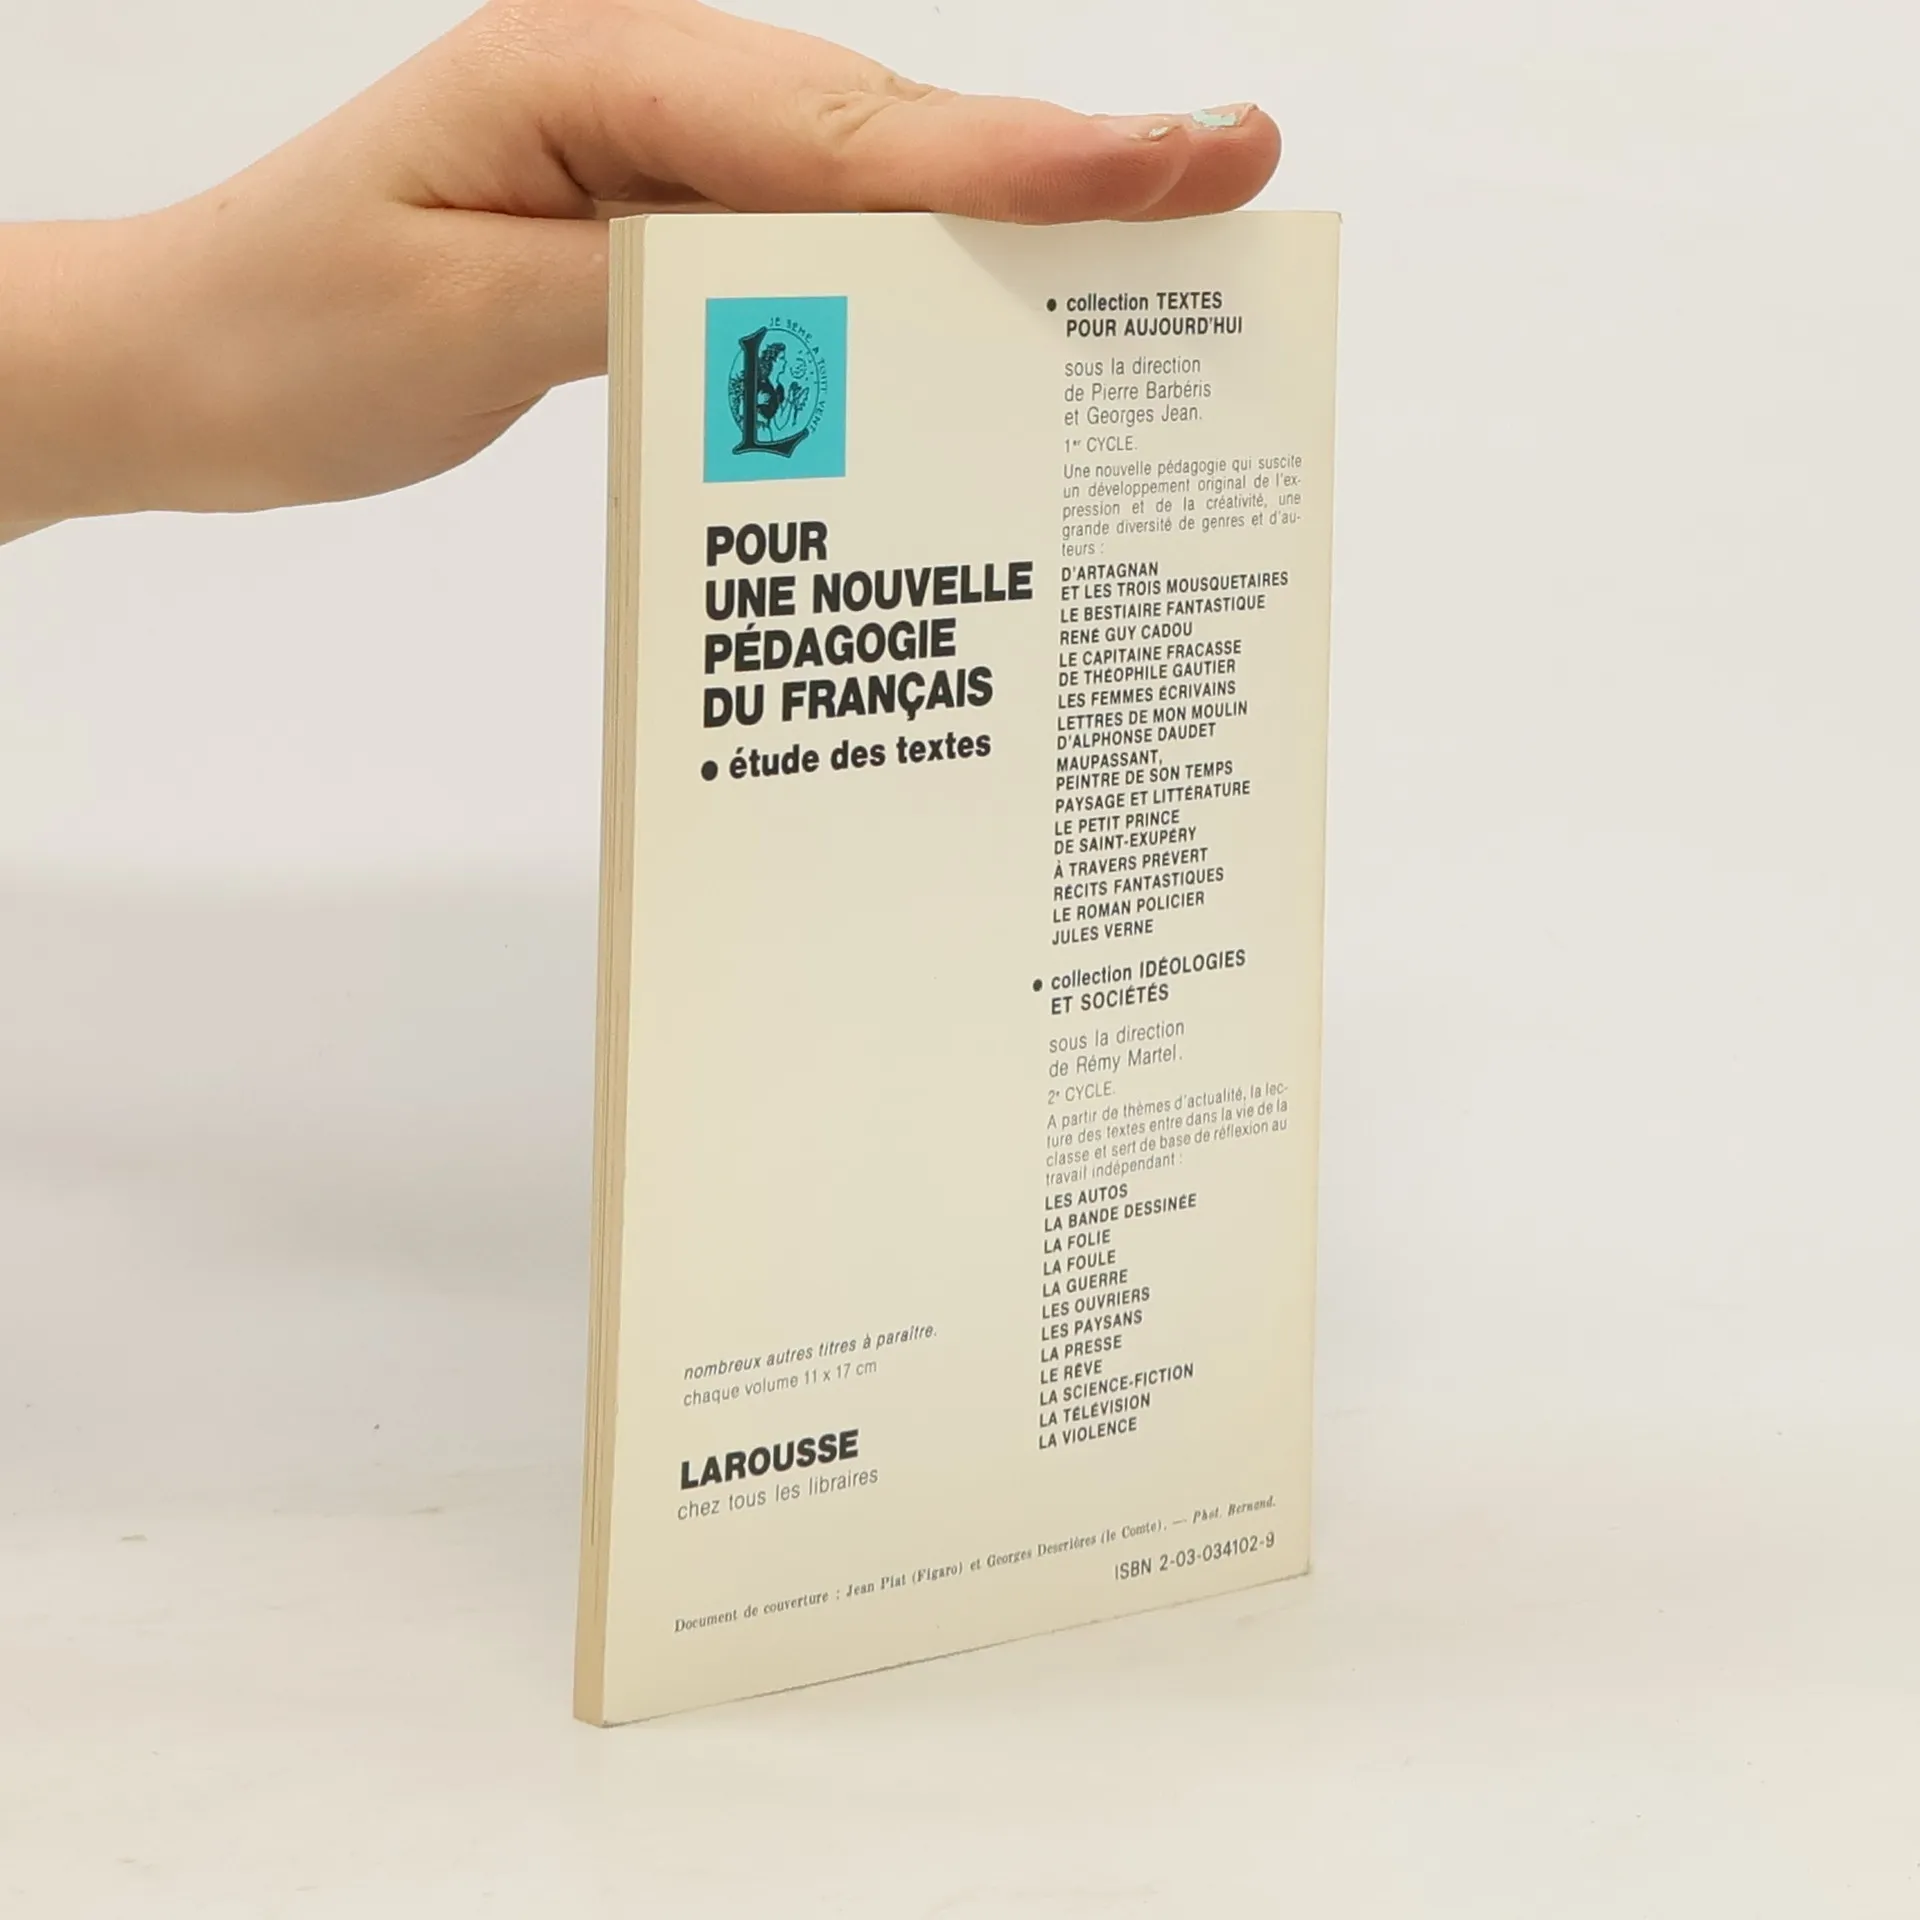 JE SÈME A TOUT VENT
POUR
UNE NOUVELLE
PÉDAGOGIE
DU FRANÇAIS
● étude des textes
nombreux autres titres à paraître.
chaque volume 11 x 17 cm
LAROUSSE
chez tous les libraires
● collection TEXTES
POUR AUJOURD'HUI
sous la direction
de Pierre Barbéris
et Georges Jean.
1er CYCLE.
Une nouvelle pédagogie qui suscite
un développement original de l'ex-
pression et de la créativité, une
grande diversité de genres et d'au-
teurs :
D'ARTAGNAN
ET LES TROIS MOUSQUETAIRES
LE BESTIAIRE FANTASTIQUE
RENÉ GUY CADOU
LE CAPITAINE FRACASSE
DE THÉOPHILE GAUTIER
LES FEMMES ÉCRIVAINS
LETTRES DE MON MOULIN
D'ALPHONSE DAUDET
MAUPASSANT,
PEINTRE DE SON TEMPS
PAYSAGE ET LITTÉRATURE
LE PETIT PRINCE
DE SAINT-EXUPÉRY
À TRAVERS PRÉVERT
RÉCITS FANTASTIQUES
LE ROMAN POLICIER
JULES VERNE
● collection IDÉOLOGIES
ET SOCIÉTÉS
sous la direction
de Rémy Martel.
2e CYCLE.
A partir de thèmes d'actualité, la lec-
ture des textes entre dans la vie de la
classe et sert de base de réflexion au
travail indépendant :
LES AUTOS
LA BANDE DESSINÉE
LA FOLIE
LA FOULE
LA GUERRE
LES OUVRIERS
LES PAYSANS
LA PRESSE
LE RÊVE
LA SCIENCE-FICTION
LA TÉLÉVISION
LA VIOLENCE
Document de couverture : Jean Piat (Figaro) et Georges Descrières (le Comte). — Phot. Bernand.
ISBN 2-03-034102-9